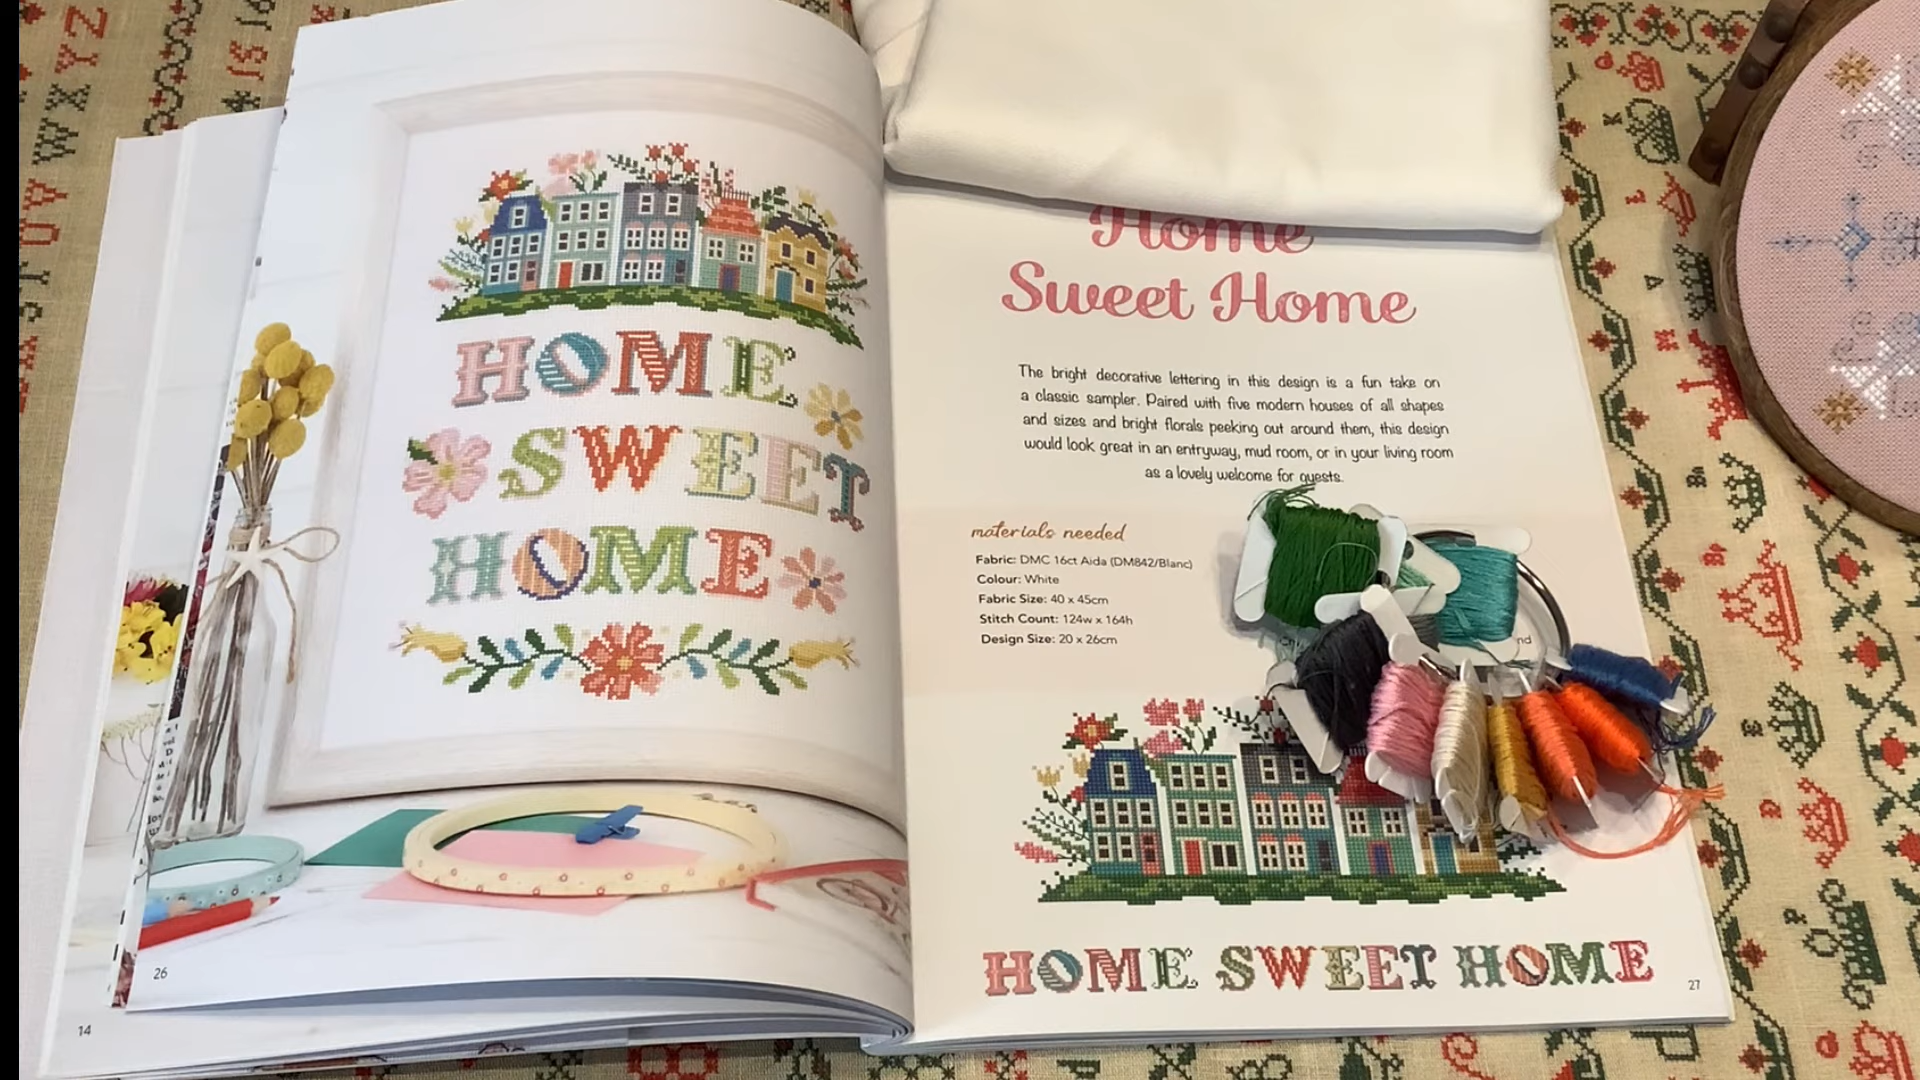 HOME
SWEET
HOME
26
14
Home
Sweet Home
The bright decorative lettering in this design is a fun take on
a classic sampler. Paired with five modern houses of all shapes
and sizes and bright florals peeking out around them, this design
would look great in an entryway, mud room, or in your living room
as a lovely welcome for guests.
materials needed
Fabric: DMC 16ct Aida (DM842/Blanc)
Colour: White
Fabric Size: 40 x 45cm
Stitch Count: 124w x 164h
Design Size: 20 x 26cm
HOME SWEET HOME
27